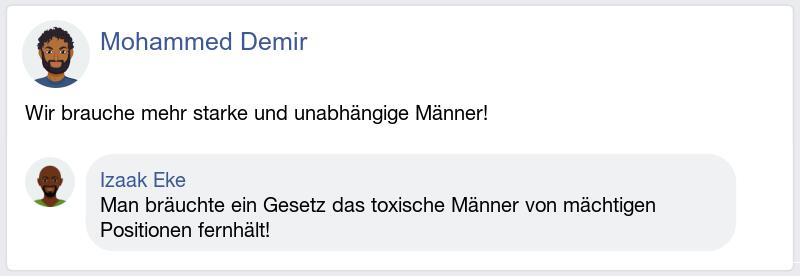 Mohammed Demir
Wir brauche mehr starke und unabhängige Männer!
Izaak Eke
Man bräuchte ein Gesetz das toxische Männer von mächtigen
Positionen fernhält!